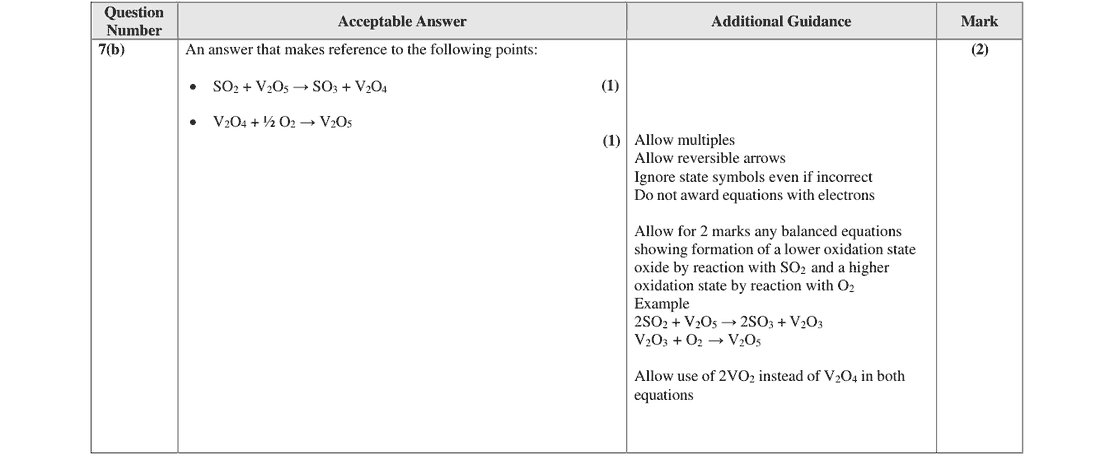 Question Number
Acceptable Answer
Additional Guidance
Mark
7(b)
An answer that makes reference to the following points:
(2)
• SO₂ + V₂O₅ → SO₃ + V₂O₄ (1)
• V₂O₄ + ½ O₂ → V₂O₅
(1)
Allow multiples
Allow reversible arrows
Ignore state symbols even if incorrect
Do not award equations with electrons
Allow for 2 marks any balanced equations
showing formation of a lower oxidation state
oxide by reaction with SO₂ and a higher
oxidation state by reaction with O₂
Example
2SO₂ + V₂O₅ → 2SO₃ + V₂O₃
V₂O₃ + O₂ → V₂O₅
Allow use of 2VO₂ instead of V₂O₄ in both
equations